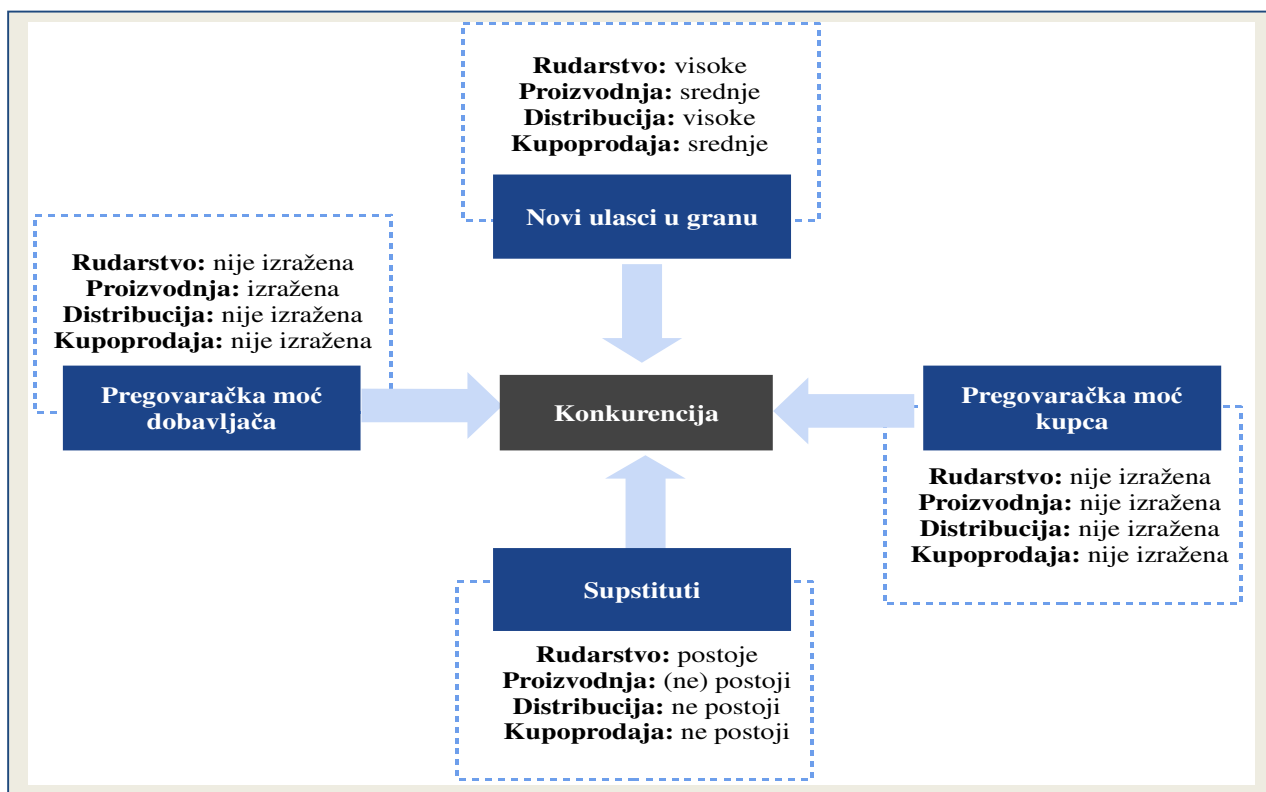 Rudarstvo: visoke
Proizvodnja: srednje
Distribucija: visoke
Kupoprodaja: srednje
Novi ulasci u granu
Rudarstvo: nije izražena
Proizvodnja: izražena
Distribucija: nije izražena
Kupoprodaja: nije izražena
Pregovaračka moć
dobavljača
Konkurencija
Pregovaračka moć
kupca
Rudarstvo: nije izražena
Proizvodnja: nije izražena
Distribucija: nije izražena
Kupoprodaja: nije izražena
Supstituti
Rudarstvo: postoje
Proizvodnja: (ne) postoji
Distribucija: ne postoji
Kupoprodaja: ne postoji